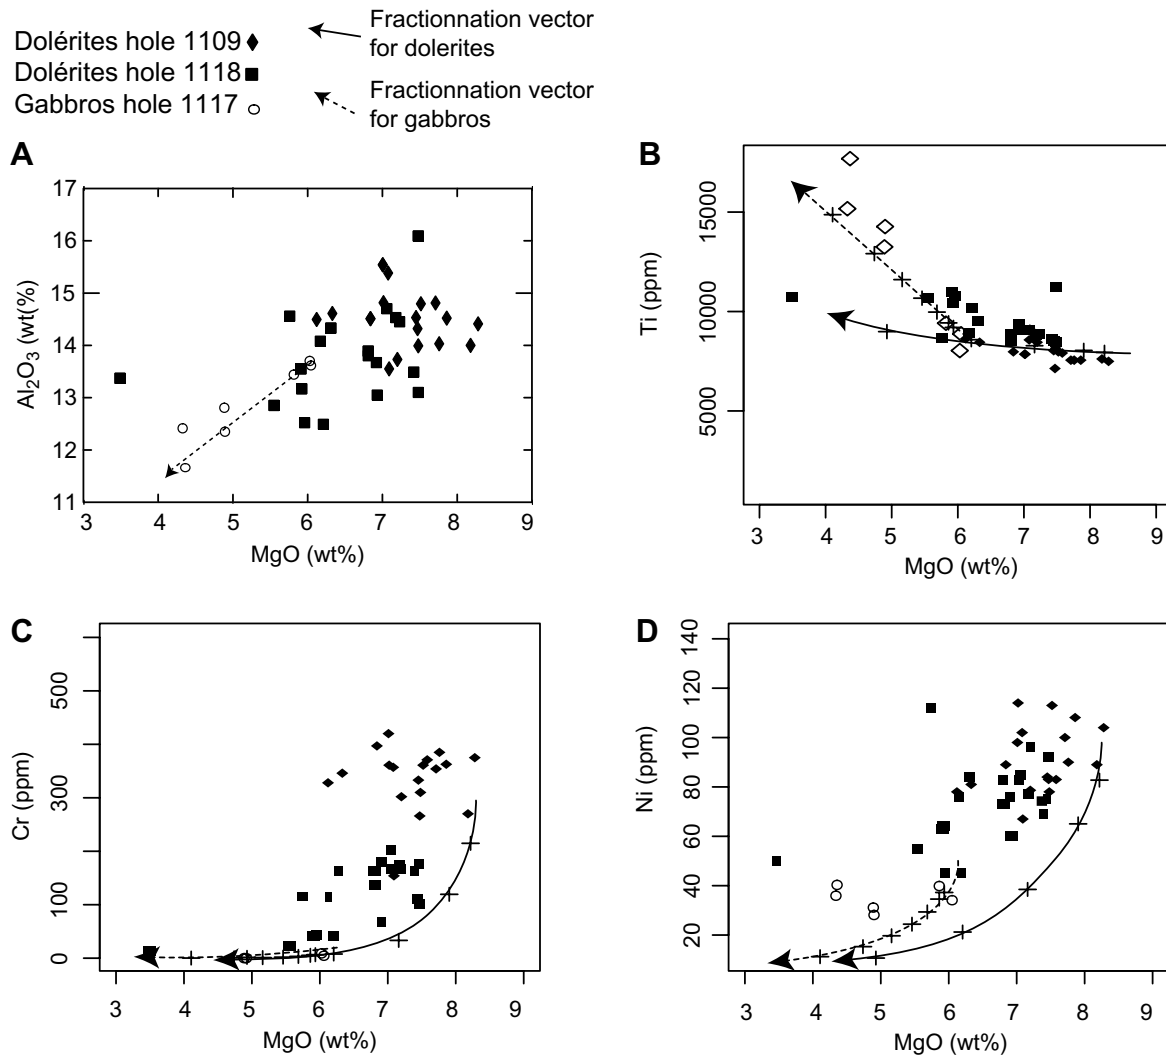 Dolérites hole 1109
Dolérites hole 1118
Gabbros hole 1117
Fractionnation vector
for dolerites
Fractionnation vector
for gabbros
A
17
16
15
14
13
12
11
Al2O3 (wt(%)
3 4 5 6 7 8 9
MgO (wt%)
B
15000
10000
5000
Ti (ppm)
3 4 5 6 7 8 9
MgO (wt%)
C
500
300
100
0
Cr (ppm)
3 4 5 6 7 8 9
MgO (wt%)
D
140
120
100
80
60
40
20
Ni (ppm)
3 4 5 6 7 8 9
MgO (wt%)